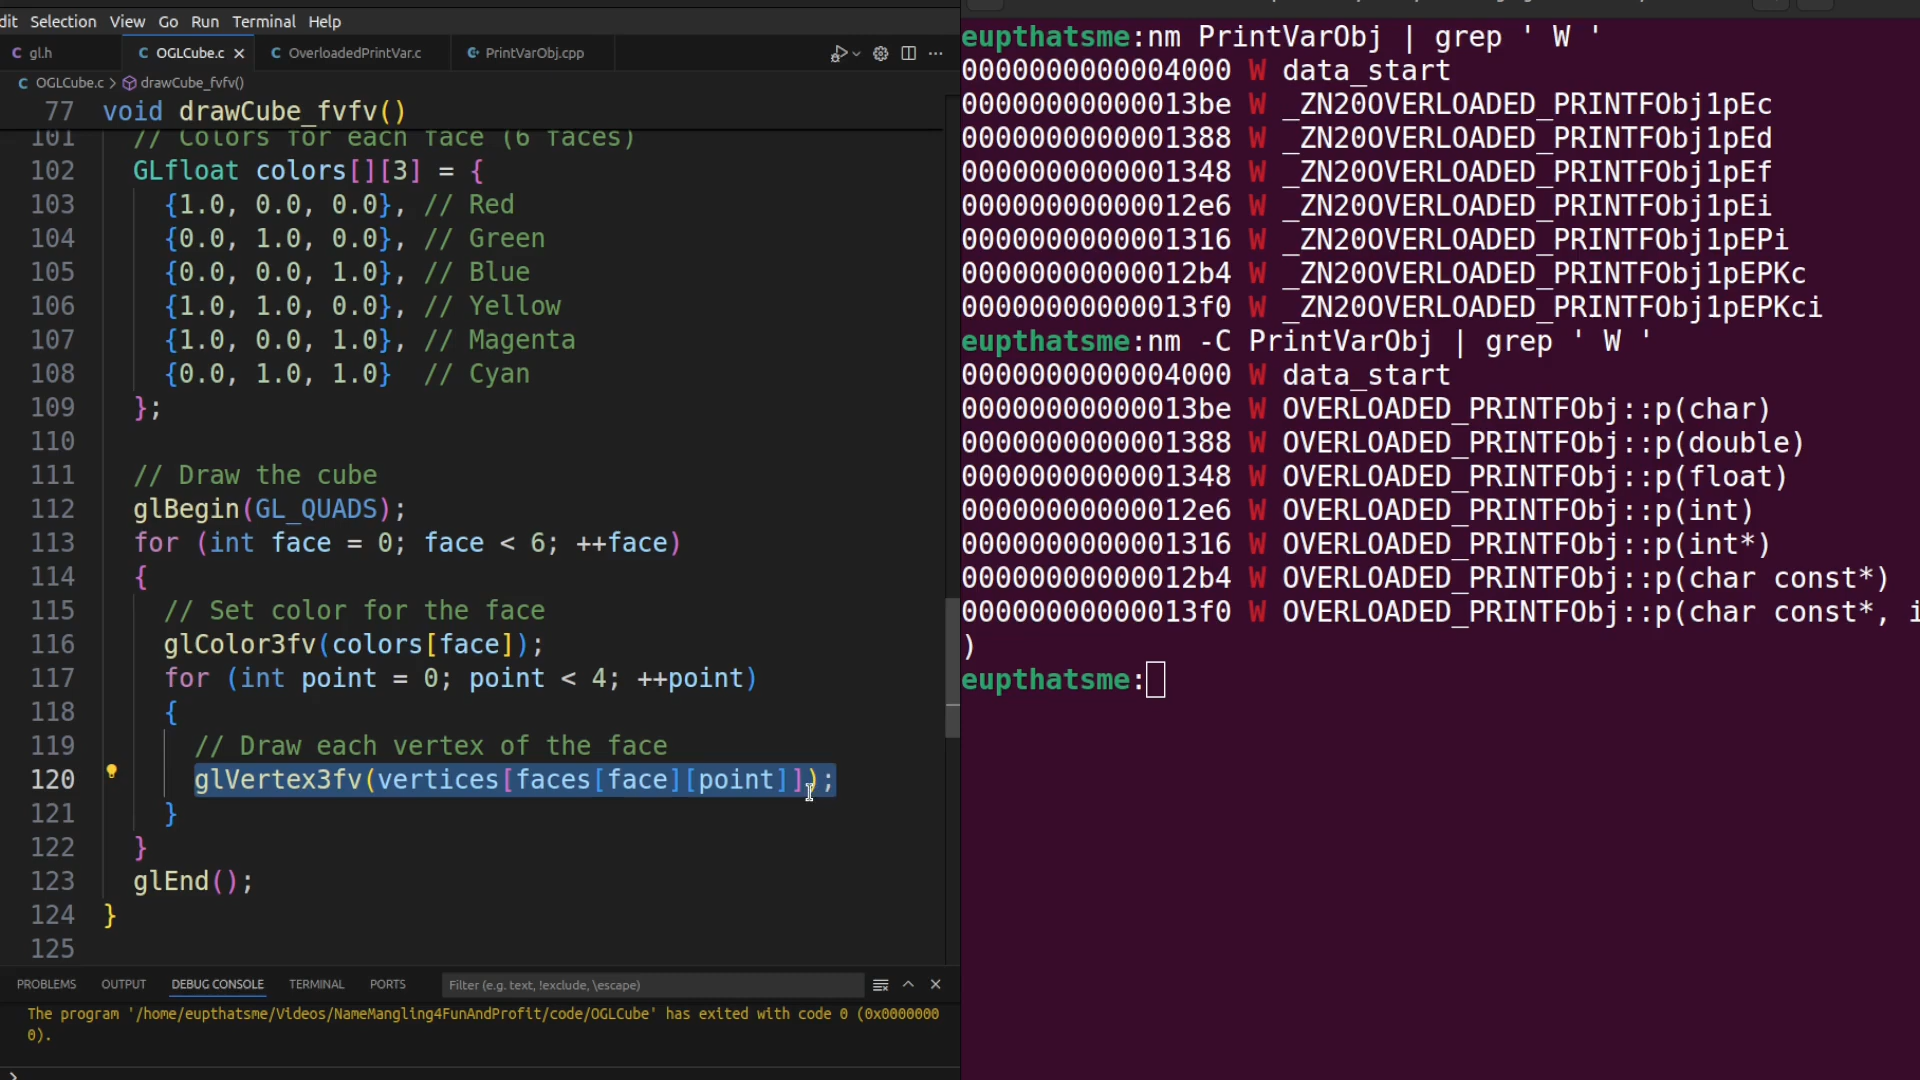 dit Selection View Go Run Terminal Help
gl.h OGLCube.c OverloadedPrintVar.c PrintVarObj.cpp
OGLCube.c > drawCube_fvfv()
77 void drawCube_fvfv()
101 // Colors for each face (6 faces)
102 GLfloat colors[][3] = {
103 {1.0, 0.0, 0.0}, // Red
104 {0.0, 1.0, 0.0}, // Green
105 {0.0, 0.0, 1.0}, // Blue
106 {1.0, 1.0, 0.0}, // Yellow
107 {1.0, 0.0, 1.0}, // Magenta
108 {0.0, 1.0, 1.0} // Cyan
109 };
110
111 // Draw the cube
112 glBegin(GL_QUADS);
113 for (int face = 0; face < 6; ++face)
114 {
115 // Set color for the face
116 glColor3fv(colors[face]);
117 for (int point = 0; point < 4; ++point)
118 {
119 // Draw each vertex of the face
120 glVertex3fv(vertices[faces[face][point]]);
121 }
122 }
123 glEnd();
124 }
125
PROBLEMS OUTPUT DEBUG CONSOLE TERMINAL PORTS Filter (e.g. text, !exclude, \escape)
The program '/home/eupthatsme/Videos/NameMangling4FunAndProfit/code/OGLCube' has exited with code 0 (0x0000000
0).
>
eupthatsme:nm PrintVarObj | grep ' W '
0000000000004000 W data_start
00000000000013be W _ZN20OVERLOADED_PRINTFObj1pEc
0000000000001388 W _ZN20OVERLOADED_PRINTFObj1pEd
0000000000001348 W _ZN20OVERLOADED_PRINTFObj1pEf
00000000000012e6 W _ZN20OVERLOADED_PRINTFObj1pEi
0000000000001316 W _ZN20OVERLOADED_PRINTFObj1pEPi
00000000000012b4 W _ZN20OVERLOADED_PRINTFObj1pEPKc
00000000000013f0 W _ZN20OVERLOADED_PRINTFObj1pEPKci
eupthatsme:nm -C PrintVarObj | grep ' W '
0000000000004000 W data_start
00000000000013be W OVERLOADED_PRINTFObj::p(char)
0000000000001388 W OVERLOADED_PRINTFObj::p(double)
0000000000001348 W OVERLOADED_PRINTFObj::p(float)
00000000000012e6 W OVERLOADED_PRINTFObj::p(int)
0000000000001316 W OVERLOADED_PRINTFObj::p(int*)
00000000000012b4 W OVERLOADED_PRINTFObj::p(char const*)
00000000000013f0 W OVERLOADED_PRINTFObj::p(char const*, i
)
eupthatsme: